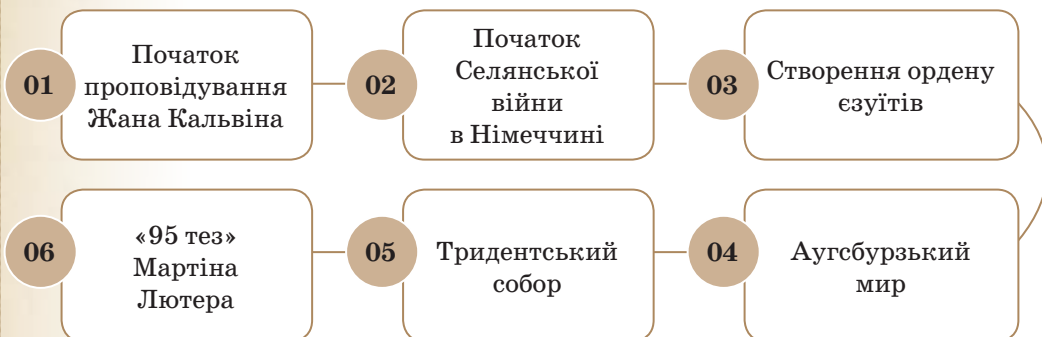 01
Початок
проповідування
Жана Кальвіна
02
Початок
Селянської
війни
в Німеччині
03
Створення ордену
єзуїтів
04
Аугсбурзький
мир
05
Тридентський
собор
06
«95 тез»
Мартіна
Лютера